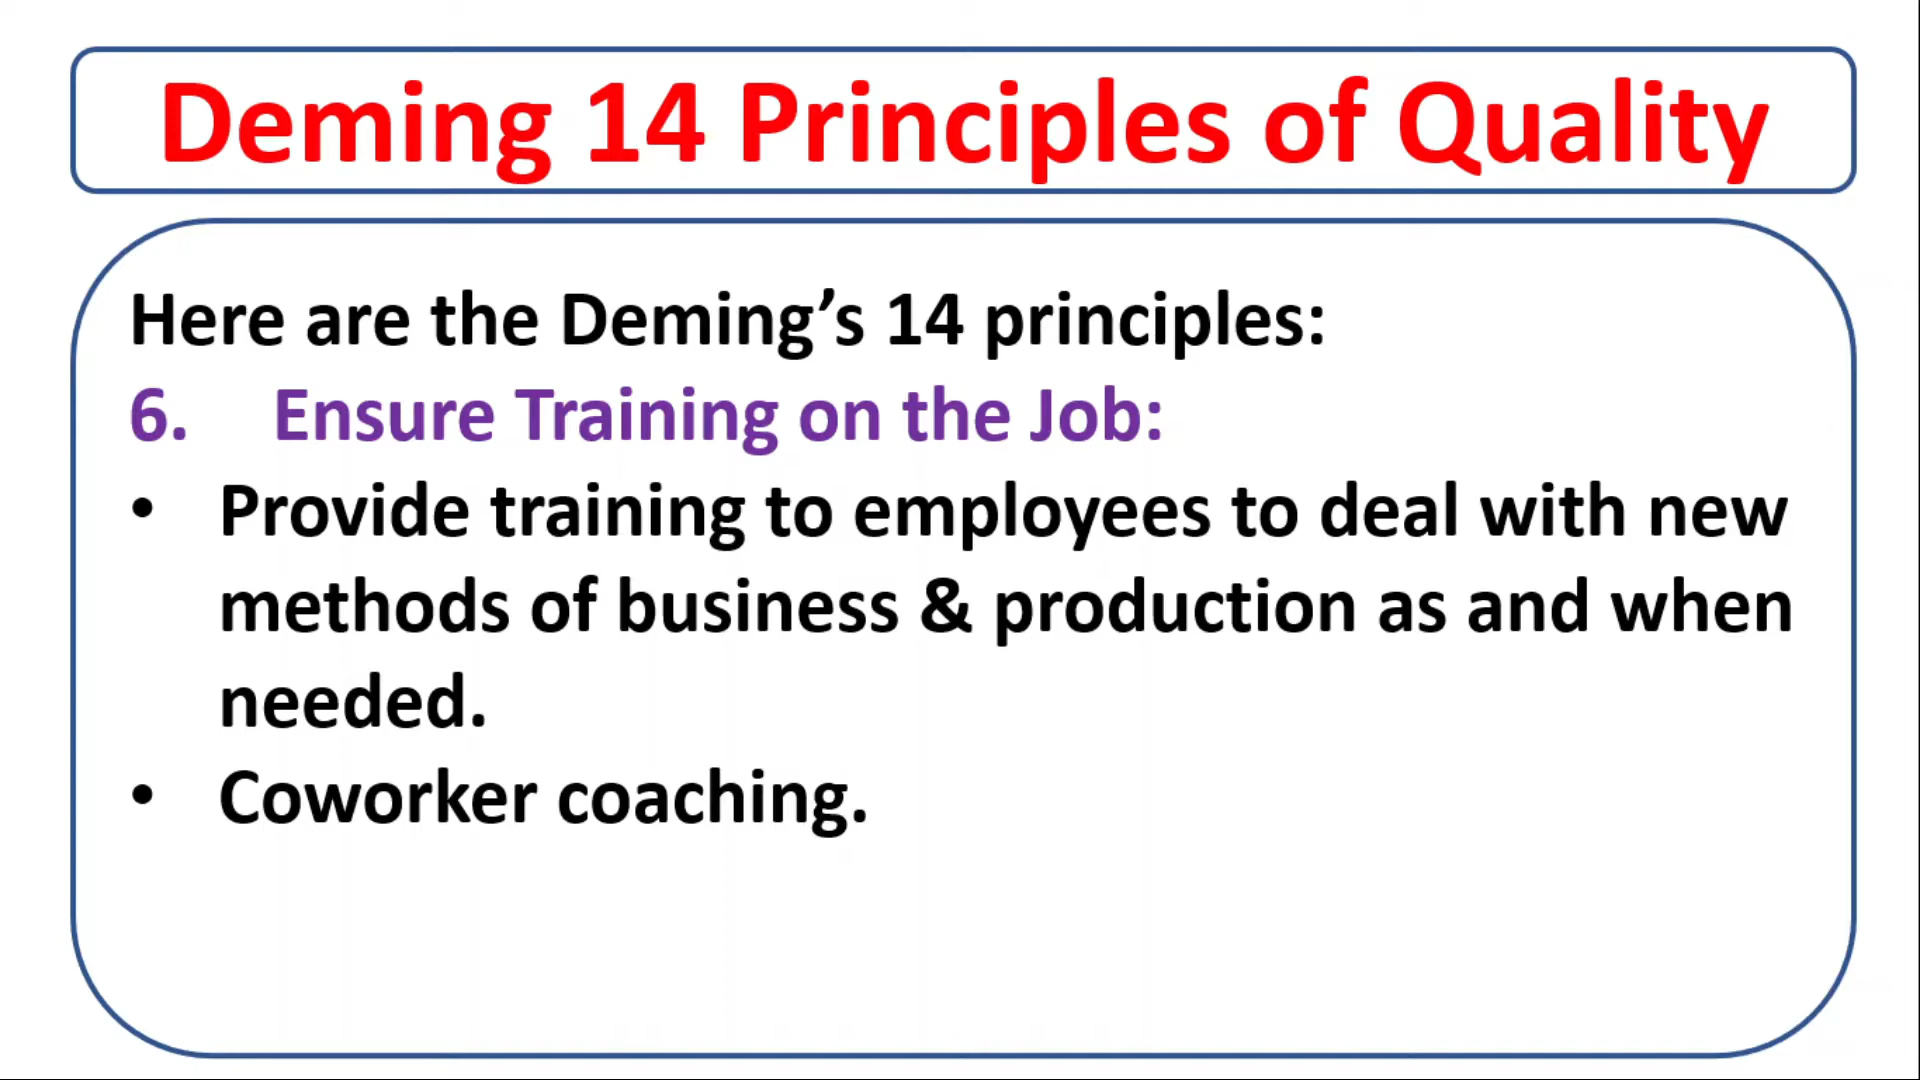 Deming 14 Principles of Quality
Here are the Deming’s 14 principles:
6. Ensure Training on the Job:
• Provide training to employees to deal with new
methods of business & production as and when
needed.
• Coworker coaching.